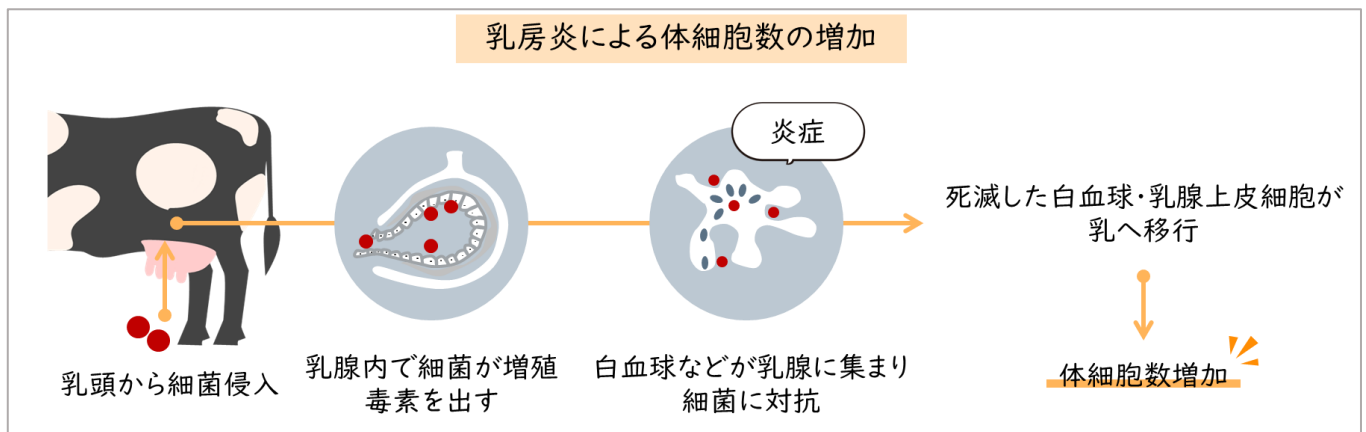 乳房炎による体細胞数の増加
乳頭から細菌侵入
乳腺内で細菌が増殖
毒素を出す
炎症
白血球などが乳腺に集まり
細菌に対抗
死滅した白血球・乳腺上皮細胞が
乳へ移行
体細胞数増加